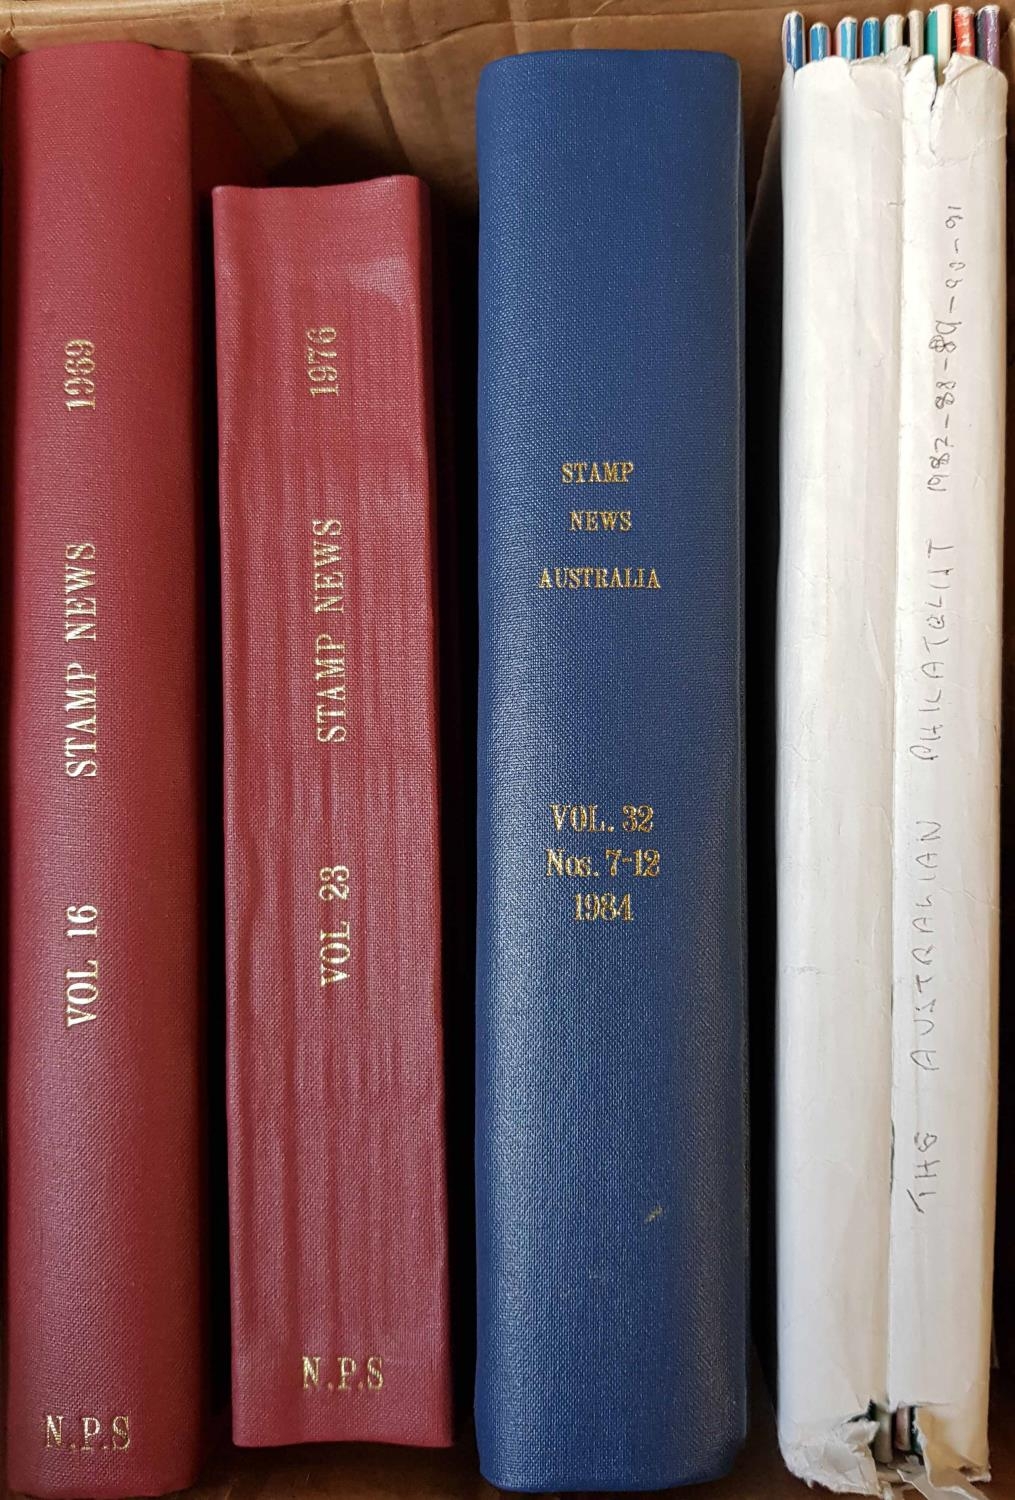 VOL 16 STAMP NEWS 1969
N.P.S
VOL 23 STAMP NEWS 1976
N.P.S
STAMP
NEWS
AUSTRALIA
VOL. 32
Nos. 7-12
1984
THE AUSTRALIAN PHILATELIST 1987-88-89-90-91